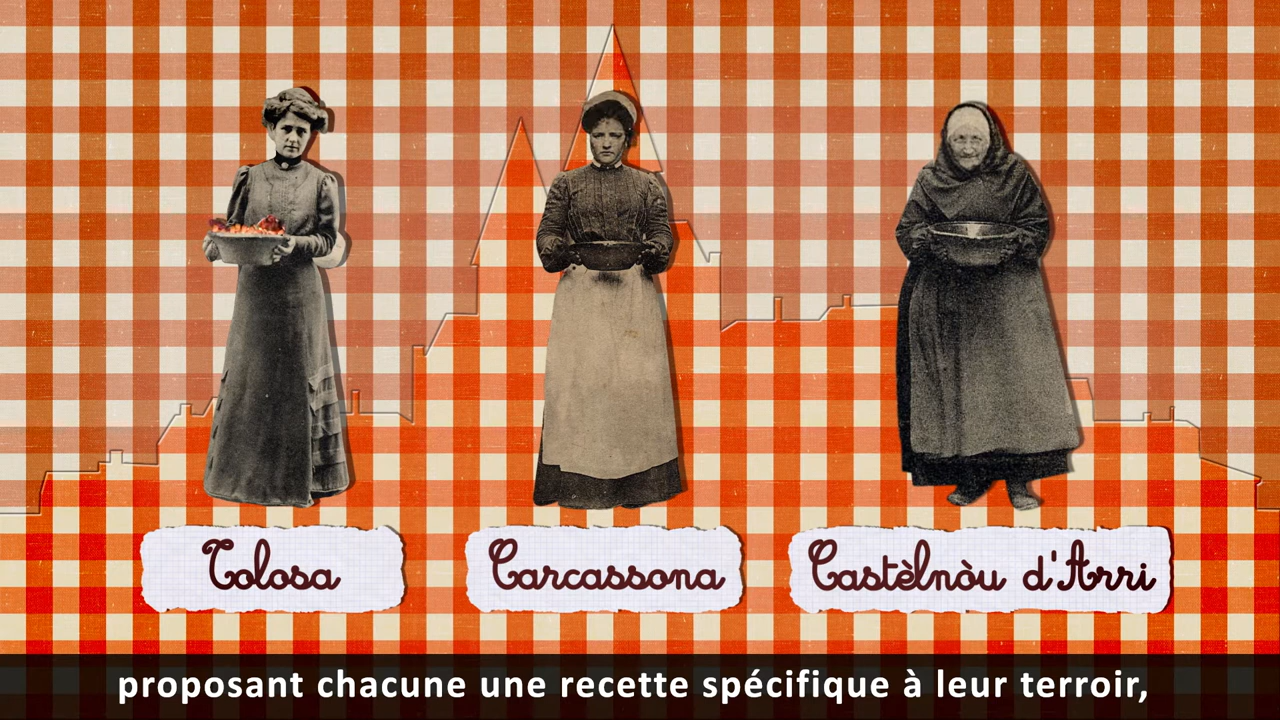 Tolosa
Carcassona
Castèlnòu d'Arri
proposant chacune une recette spécifique à leur terroir,